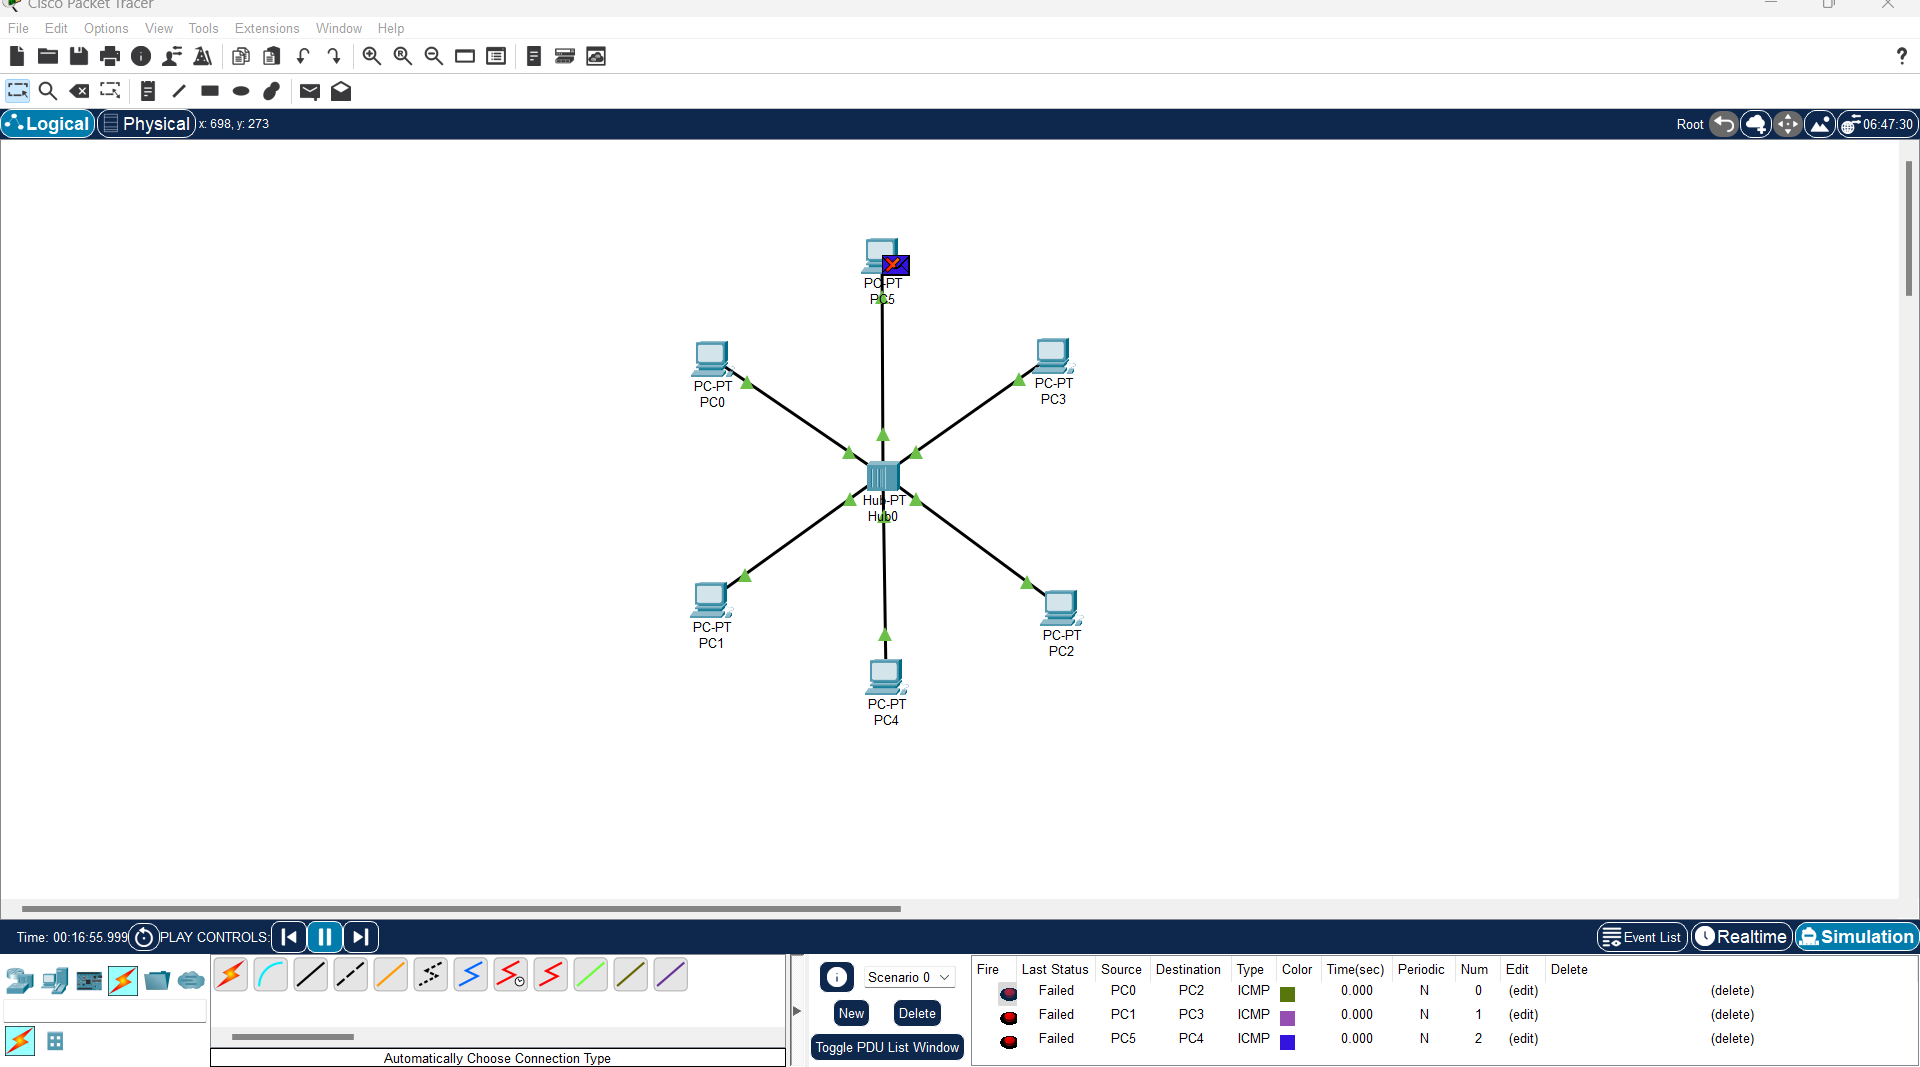 Cisco Packet Tracer
File Edit Options View Tools Extensions Window Help
?
Logical Physical x: 698, y: 273 Root 06:47:30
PC-PT
PC5
PC-PT
PC0
PC-PT
PC3
Hub-PT
Hub0
PC-PT
PC1
PC-PT
PC2
PC-PT
PC4
Time: 00:16:55.999 PLAY CONTROLS: Event List Realtime Simulation
Scenario 0
New Delete
Toggle PDU List Window
Automatically Choose Connection Type
Fire Last Status Source Destination Type Color Time(sec) Periodic Num Edit Delete
Failed PC0 PC2 ICMP 0.000 N 0 (edit) (delete)
Failed PC1 PC3 ICMP 0.000 N 1 (edit) (delete)
Failed PC5 PC4 ICMP 0.000 N 2 (edit) (delete)